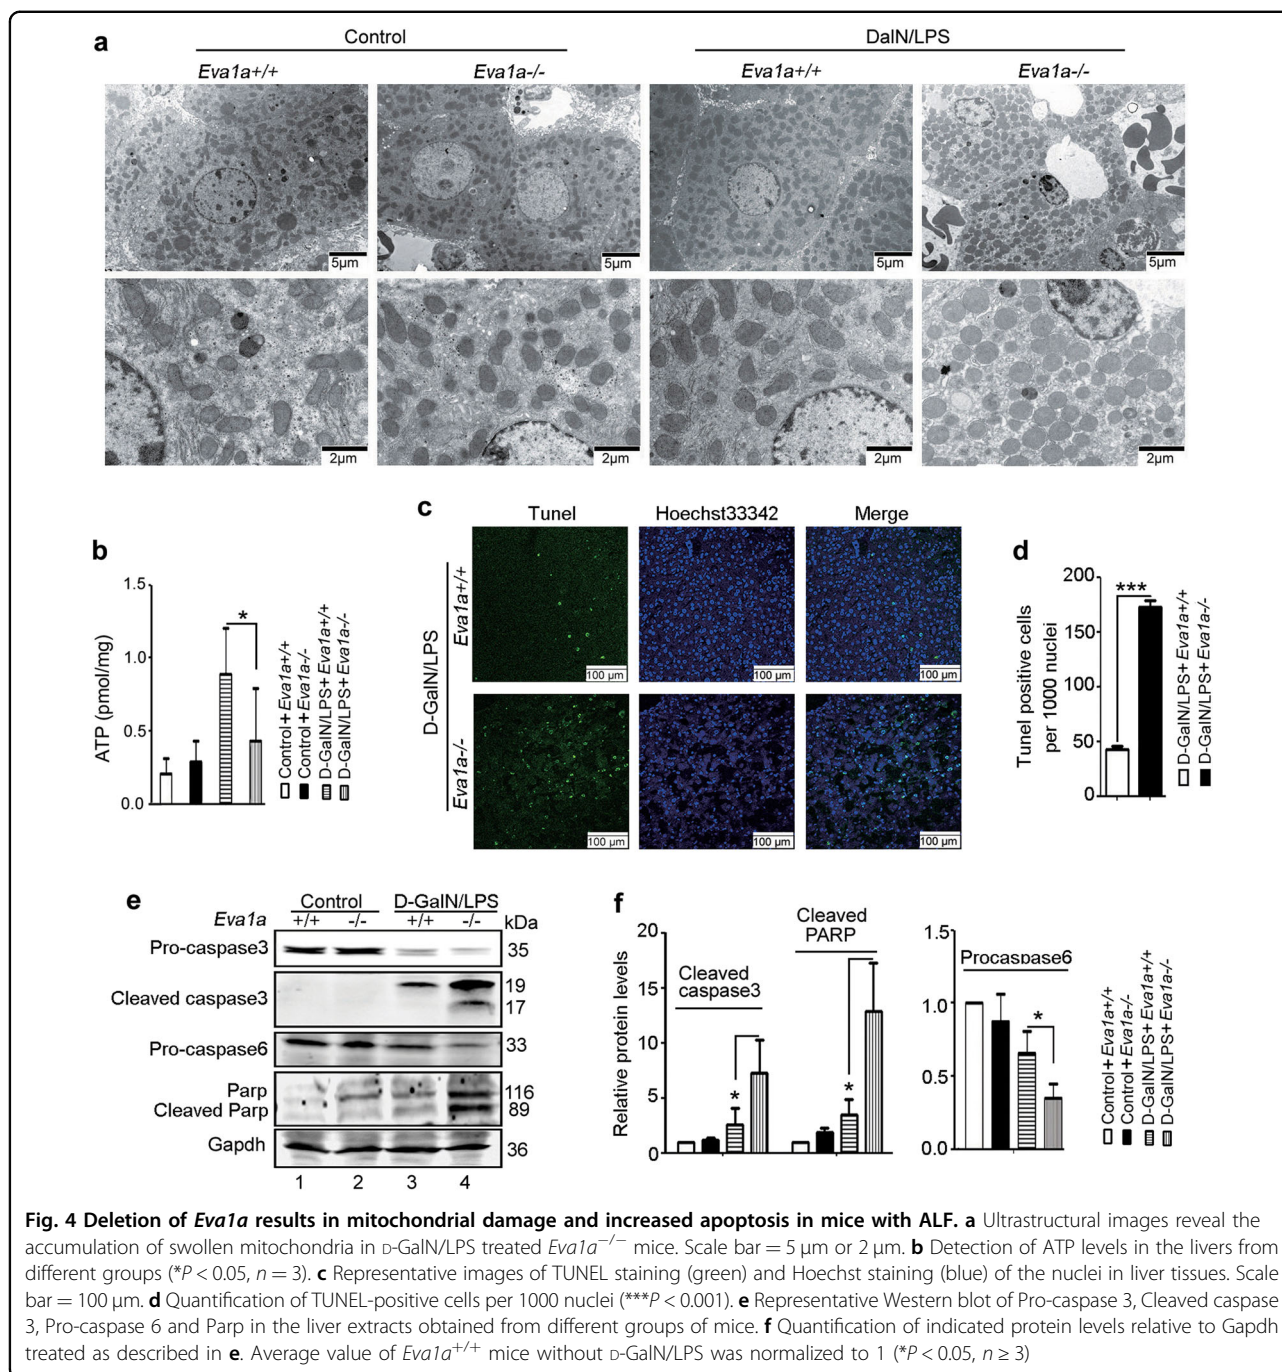 a
Control
DalN/LPS
Eva1a+/+
Eva1a-/-
Eva1a+/+
Eva1a-/-
5µm
5µm
5µm
5µm
2µm
2µm
2µm
2µm
b
ATP (pmol/mg)
1.5
1.0
0.5
0.0
*
Control+Eva1a+/+
Control+Eva1a-/-
D-GalN/LPS+Eva1a+/+
D-GalN/LPS+Eva1a-/-
c
Tunel
Hoechst33342
Merge
D-GalN/LPS
Eva1a+/+
Eva1a-/-
100 µm
100 µm
100 µm
100 µm
100 µm
100 µm
d
Tunel positive cells
per 1000 nuclei
200
150
100
50
0
***
D-GalN/LPS+Eva1a+/+
D-GalN/LPS+Eva1a-/-
e
Control
D-GalN/LPS
Eva1a
+/+
-/-
+/+
-/-
kDa
Pro-caspase3
35
Cleaved caspase3
19
17
Pro-caspase6
33
Parp
116
Cleaved Parp
89
Gapdh
36
1
2
3
4
f
Relative protein levels
20
15
10
5
0
Cleaved
caspase3
*
Cleaved
PARP
*
1.5
1.0
0.5
0.0
Procaspase6
*
Control+Eva1a+/+
Control+Eva1a-/-
D-GalN/LPS+Eva1a+/+
D-GalN/LPS+Eva1a-/-
Fig. 4 Deletion of Eva1a results in mitochondrial damage and increased apoptosis in mice with ALF. a Ultrastructural images reveal the
accumulation of swollen mitochondria in D-GalN/LPS treated Eva1a−/− mice. Scale bar = 5 µm or 2 µm. b Detection of ATP levels in the livers from
different groups (*P < 0.05, n = 3). c Representative images of TUNEL staining (green) and Hoechst staining (blue) of the nuclei in liver tissues. Scale
bar = 100 µm. d Quantification of TUNEL-positive cells per 1000 nuclei (***P < 0.001). e Representative Western blot of Pro-caspase 3, Cleaved caspase
3, Pro-caspase 6 and Parp in the liver extracts obtained from different groups of mice. f Quantification of indicated protein levels relative to Gapdh
treated as described in e. Average value of Eva1a+/+ mice without D-GalN/LPS was normalized to 1 (*P < 0.05, n ≥ 3)